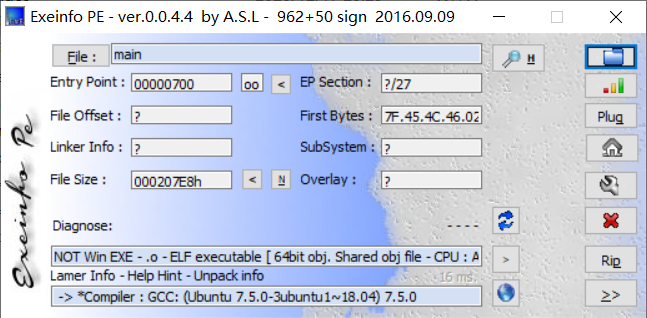 Exeinfo PE - ver.0.0.4.4 by A.S.L - 962+50 sign 2016.09.09
File : main H
Entry Point : 00000700 oo < EP Section : ?/27
File Offset : ? First Bytes : 7F.45.4C.46.02 Plug
Linker Info : ? SubSystem : ?
File Size : 000207E8h < N Overlay : ?
Diagnose: ----
NOT Win EXE - .o - ELF executable [ 64bit obj. Shared obj file - CPU : A > Rip
Lamer Info - Help Hint - Unpack info 16 ms.
-> *Compiler : GCC: (Ubuntu 7.5.0-3ubuntu1~18.04) 7.5.0 >>
Exeinfo Pe